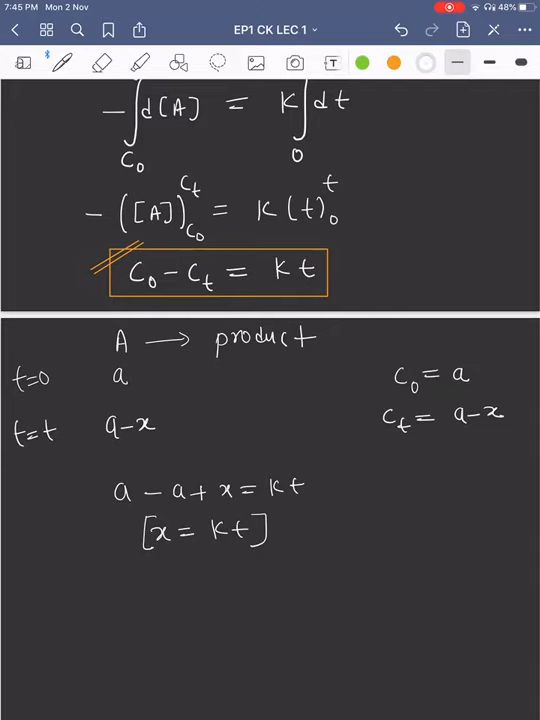 7:45 PM Mon 2 Nov 48%
EP1 CK LEC 1
− ∫ d[A] = K ∫ dt
C₀ 0
− ([A])_C₀^Cₜ = K (t)₀^t
C₀ − Cₜ = Kt
A ⟶ product
t=0 a C₀ = a
t=t a−x Cₜ = a−x
a − a + x = Kt
[x = Kt]